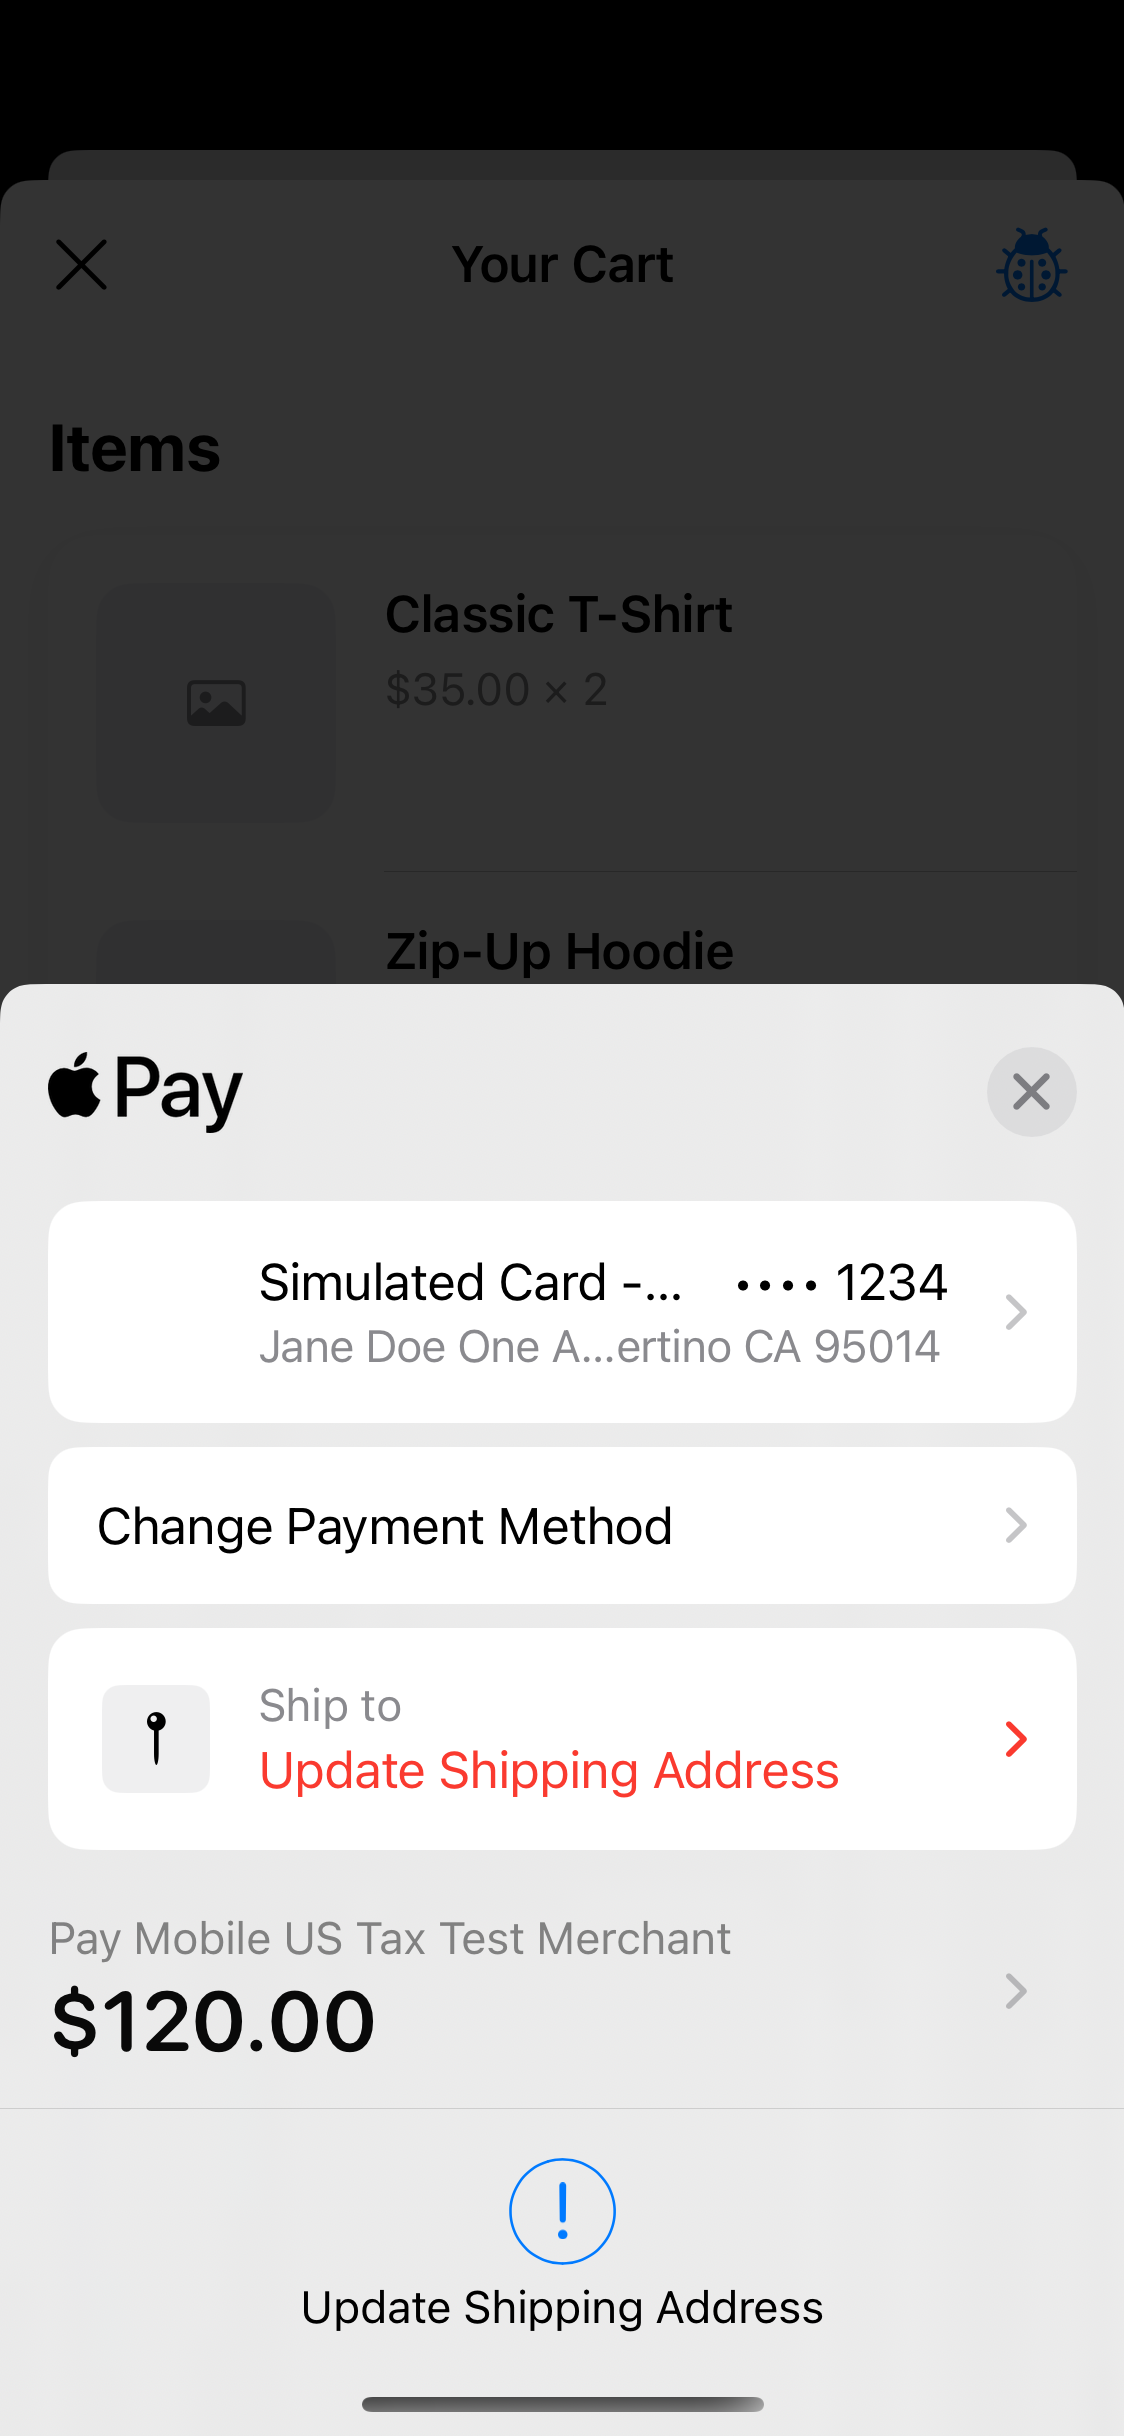 Your Cart
Items
Classic T-Shirt
$35.00 × 2
Zip-Up Hoodie
Pay
Simulated Card -... •••• 1234
Jane Doe One A...ertino CA 95014
Change Payment Method
Ship to
Update Shipping Address
Pay Mobile US Tax Test Merchant
$120.00
Update Shipping Address